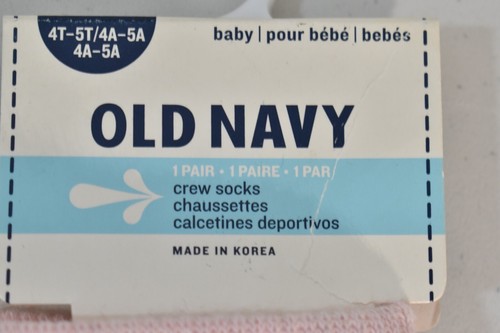 4T-5T/4A-5A
4A-5A
baby | pour bébé | bebés
OLD NAVY
1 PAIR • 1 PAIRE • 1 PAR
crew socks
chaussettes
calcetines deportivos
MADE IN KOREA